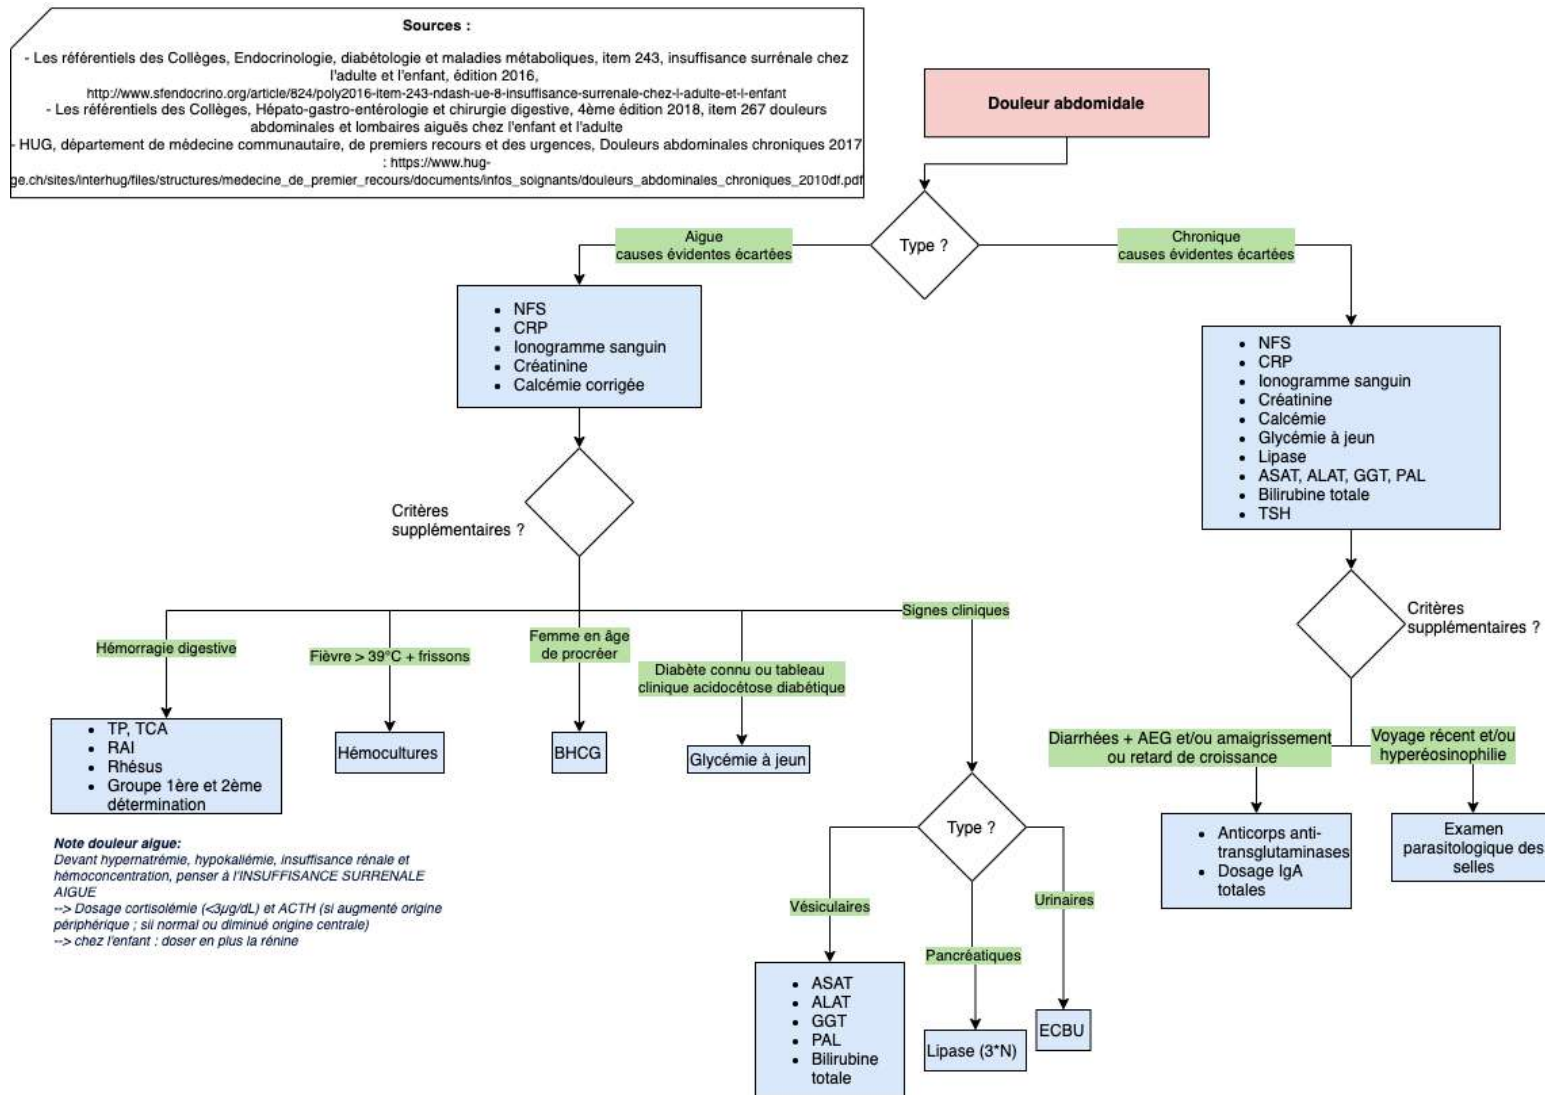 Sources :
- Les référentiels des Collèges, Endocrinologie, diabétologie et maladies métaboliques, item 243, insuffisance surrénale chez
l'adulte et l'enfant, édition 2016,
http://www.sfendocrino.org/article/824/poly2016-item-243-ndash-ue-8-insuffisance-surrenale-chez-l-adulte-et-l-enfant
- Les référentiels des Collèges, Hépato-gastro-entérologie et chirurgie digestive, 4ème édition 2018, item 267 douleurs
abdominales et lombaires aiguës chez l'enfant et l'adulte
- HUG, département de médecine communautaire, de premiers recours et des urgences, Douleurs abdominales chroniques 2017
: https://www.hug-
ge.ch/sites/interhug/files/structures/medecine_de_premier_recours/documents/infos_soignants/douleurs_abdominales_chroniques_2010df.pdf
Douleur abdomidale
Type ?
Aigue
causes évidentes écartées
Chronique
causes évidentes écartées
• NFS
• CRP
• Ionogramme sanguin
• Créatinine
• Calcémie corrigée
• NFS
• CRP
• Ionogramme sanguin
• Créatinine
• Calcémie
• Glycémie à jeun
• Lipase
• ASAT, ALAT, GGT, PAL
• Bilirubine totale
• TSH
Critères
supplémentaires ?
Critères
supplémentaires ?
Hémorragie digestive
Fièvre > 39°C + frissons
Femme en âge
de procréer
Diabète connu ou tableau
clinique acidocétose diabétique
Signes cliniques
• TP, TCA
• RAI
• Rhésus
• Groupe 1ère et 2ème
détermination
Hémocultures
BHCG
Glycémie à jeun
Diarrhées + AEG et/ou amaigrissement
ou retard de croissance
Voyage récent et/ou
hyperéosinophilie
• Anticorps anti-
transglutaminases
• Dosage IgA
totales
Examen
parasitologique des
selles
Note douleur aigue:
Devant hypernatrémie, hypokaliémie, insuffisance rénale et
hémoconcentration, penser à l'INSUFFISANCE SURRENALE
AIGUE
--> Dosage cortisolémie (<3µg/dL) et ACTH (si augmenté origine
périphérique ; sil normal ou diminué origine centrale)
--> chez l'enfant : doser en plus la rénine
Type ?
Vésiculaires
Pancréatiques
Urinaires
• ASAT
• ALAT
• GGT
• PAL
• Bilirubine
totale
Lipase (3*N)
ECBU